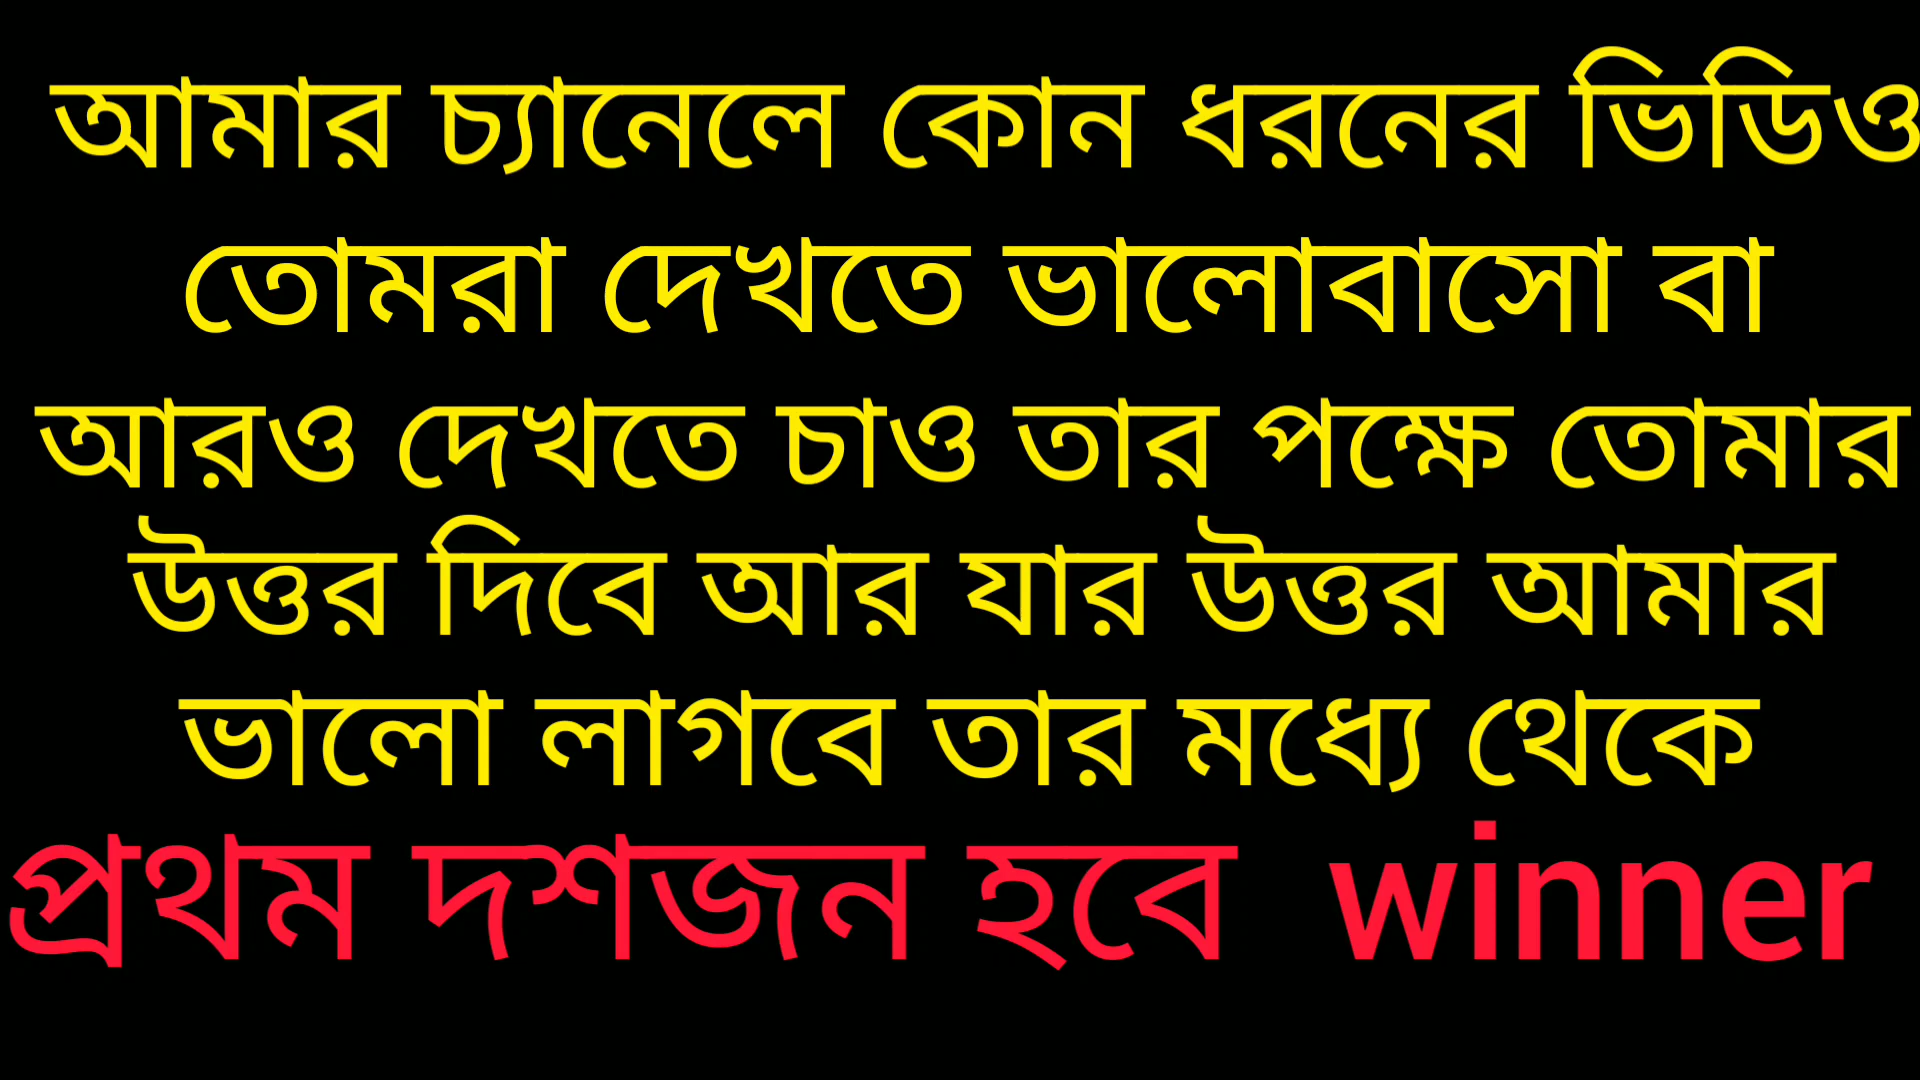 আমার চ্যানেলে কোন ধরনের ভিডিও
তোমরা দেখতে ভালোবাসো বা
আরও দেখতে চাও তার পক্ষে তোমার
উত্তর দিবে আর যার উত্তর আমার
ভালো লাগবে তার মধ্যে থেকে
প্রথম দশজন হবে winner